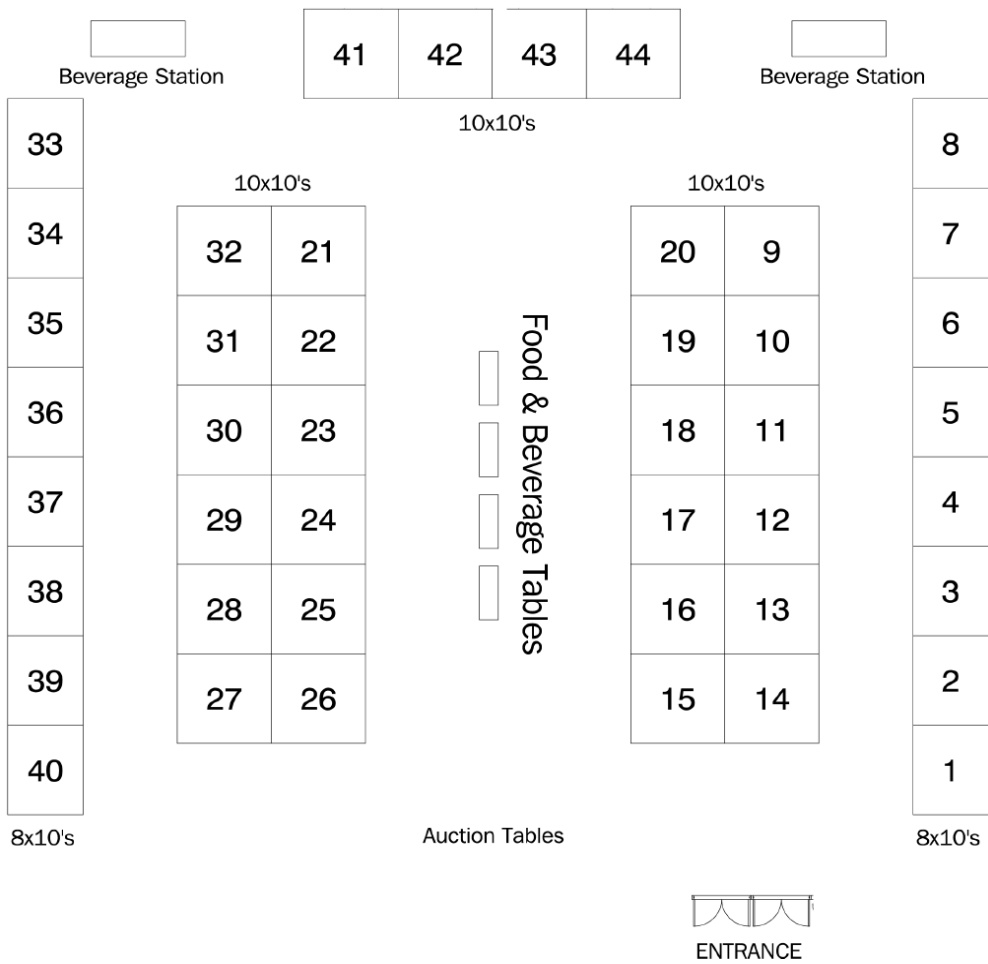 41 42 43 44
Beverage Station
Beverage Station
10x10's
33
34
35
36
37
38
39
40
8x10's
10x10's
32 21
31 22
30 23
29 24
28 25
27 26
Food & Beverage Tables
10x10's
20 9
19 10
18 11
17 12
16 13
15 14
8
7
6
5
4
3
2
1
8x10's
Auction Tables
ENTRANCE